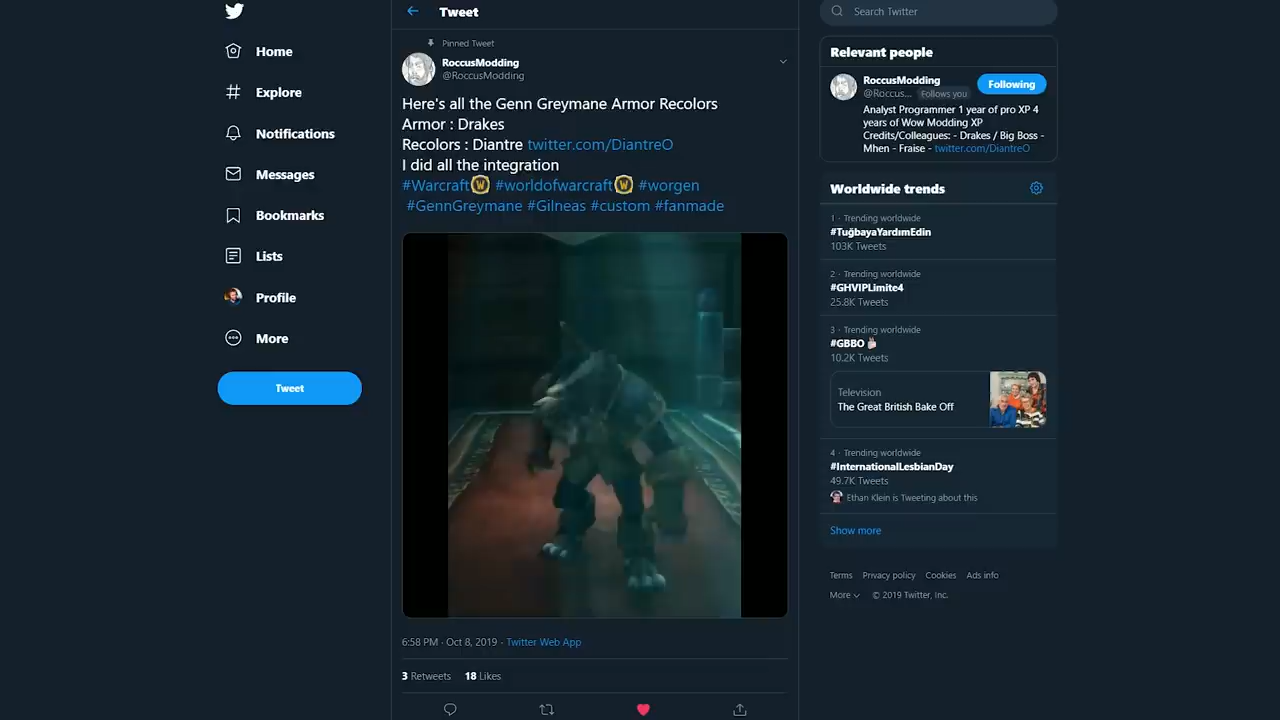 Home
Explore
Notifications
Messages
Bookmarks
Lists
Profile
More
Tweet
Tweet
Pinned Tweet
RoccusModding
@RoccusModding
Here's all the Genn Greymane Armor Recolors
Armor : Drakes
Recolors : Diantre twitter.com/DiantreO
I did all the integration
#Warcraft #worldofwarcraft #worgen
#GennGreymane #Gilneas #custom #fanmade
6:58 PM · Oct 8, 2019 · Twitter Web App
3 Retweets 18 Likes
Search Twitter
Relevant people
RoccusModding
@Roccus... Follows you
Following
Analyst Programmer 1 year of pro XP 4
years of Wow Modding XP
Credits/Colleagues: - Drakes / Big Boss -
Mhen - Fraise - twitter.com/DiantreO
Worldwide trends
1 · Trending worldwide
#TuğbayaYardımEdin
103K Tweets
2 · Trending worldwide
#GHVIPLimite4
25.8K Tweets
3 · Trending worldwide
#GBBO
10.2K Tweets
Television
The Great British Bake Off
4 · Trending worldwide
#InternationalLesbianDay
49.7K Tweets
Ethan Klein is Tweeting about this
Show more
Terms Privacy policy Cookies Ads info
More © 2019 Twitter, Inc.